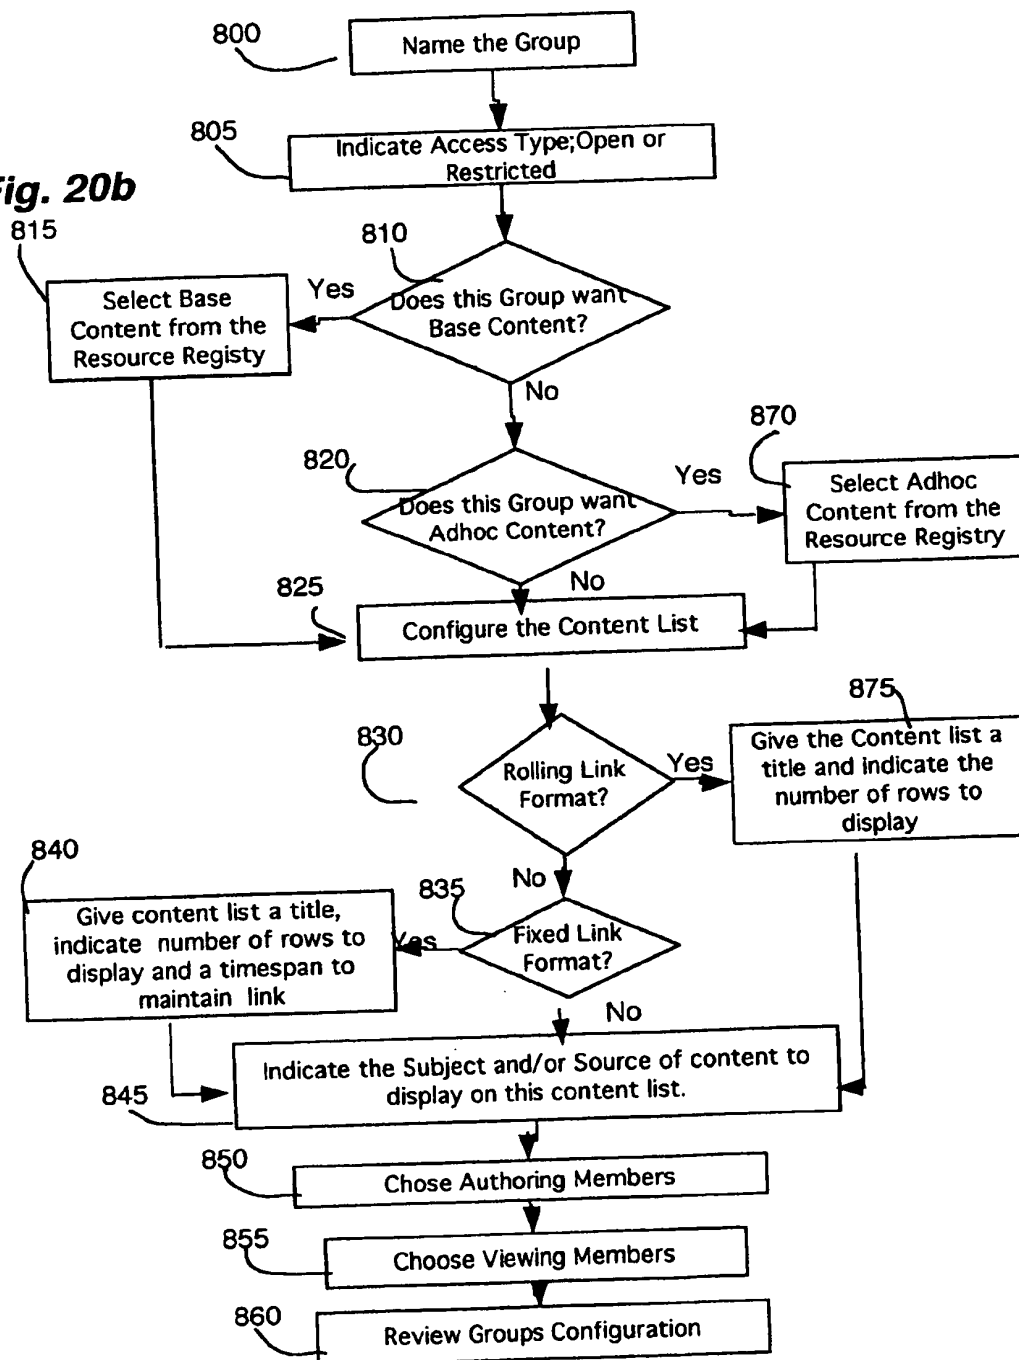 800
Name the Group
805
Indicate Access Type;Open or
Restricted
Fig. 20b
815
810
Select Base
Content from the
Resource Registy
Yes
Does this Group want
Base Content?
No
870
820
Does this Group want
Adhoc Content?
Yes
Select Adhoc
Content from the
Resource Registry
825
No
Configure the Content List
875
830
Rolling Link
Format?
Yes
Give the Content list a
title and indicate the
number of rows to
display
840
No
835
Give content list a title,
indicate number of rows to
display and a timespan to
maintain link
Yes
Fixed Link
Format?
No
Indicate the Subject and/or Source of content to
display on this content list.
845
850
Chose Authoring Members
855
Choose Viewing Members
860
Review Groups Configuration